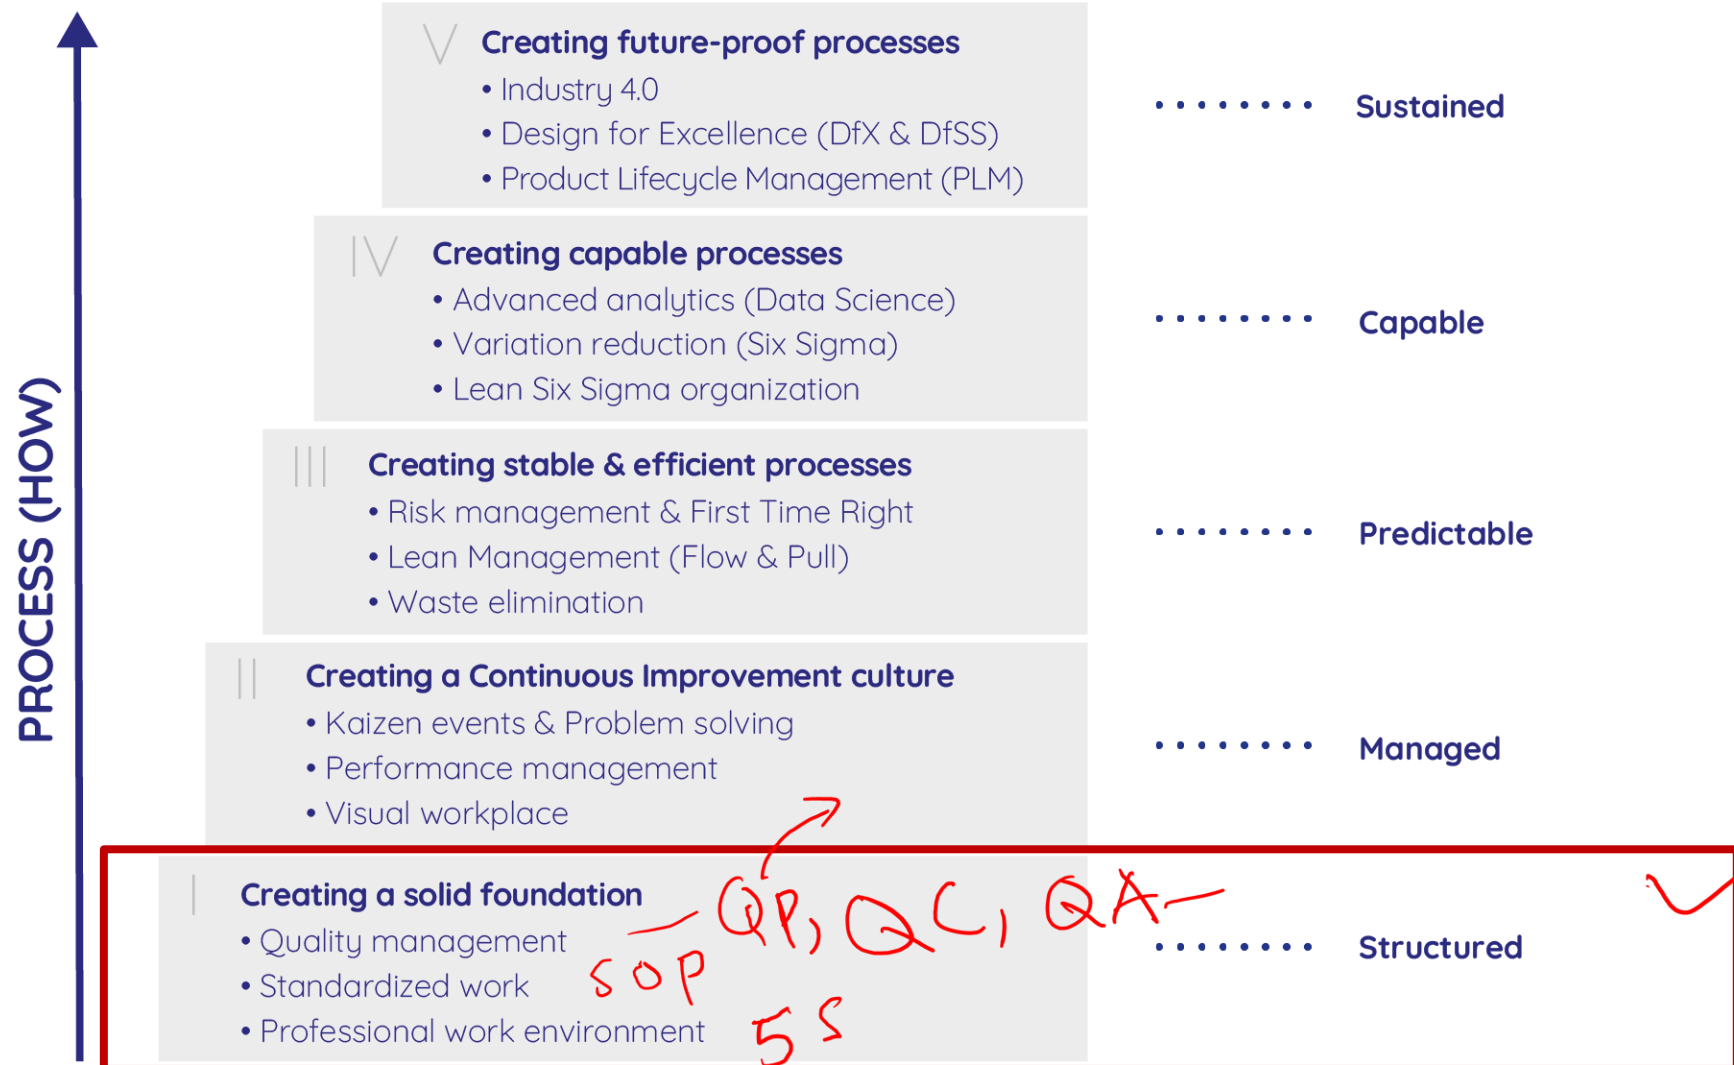 V Creating future-proof processes
• Industry 4.0
• Design for Excellence (DfX & DfSS)
• Product Lifecycle Management (PLM)
Sustained
IV Creating capable processes
• Advanced analytics (Data Science)
• Variation reduction (Six Sigma)
• Lean Six Sigma organization
Capable
III Creating stable & efficient processes
• Risk management & First Time Right
• Lean Management (Flow & Pull)
• Waste elimination
Predictable
II Creating a Continuous Improvement culture
• Kaizen events & Problem solving
• Performance management
• Visual workplace
Managed
I Creating a solid foundation
QP, QC, QA
• Quality management
• Standardized work
SOP
• Professional work environment
5S
Structured
PROCESS (HOW)